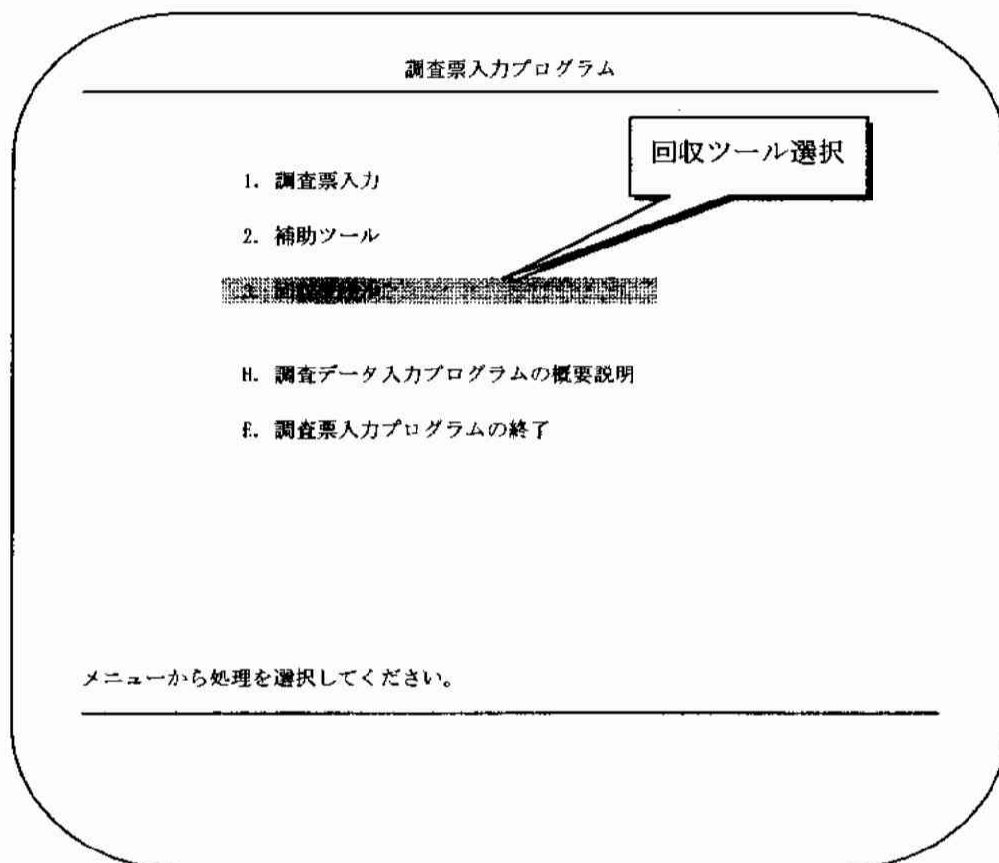 調査票入力プログラム
回収ツール選択
1. 調査票入力
2. 補助ツール
3.
H. 調査データ入力プログラムの概要説明
E. 調査票入力プログラムの終了
メニューから処理を選択してください。